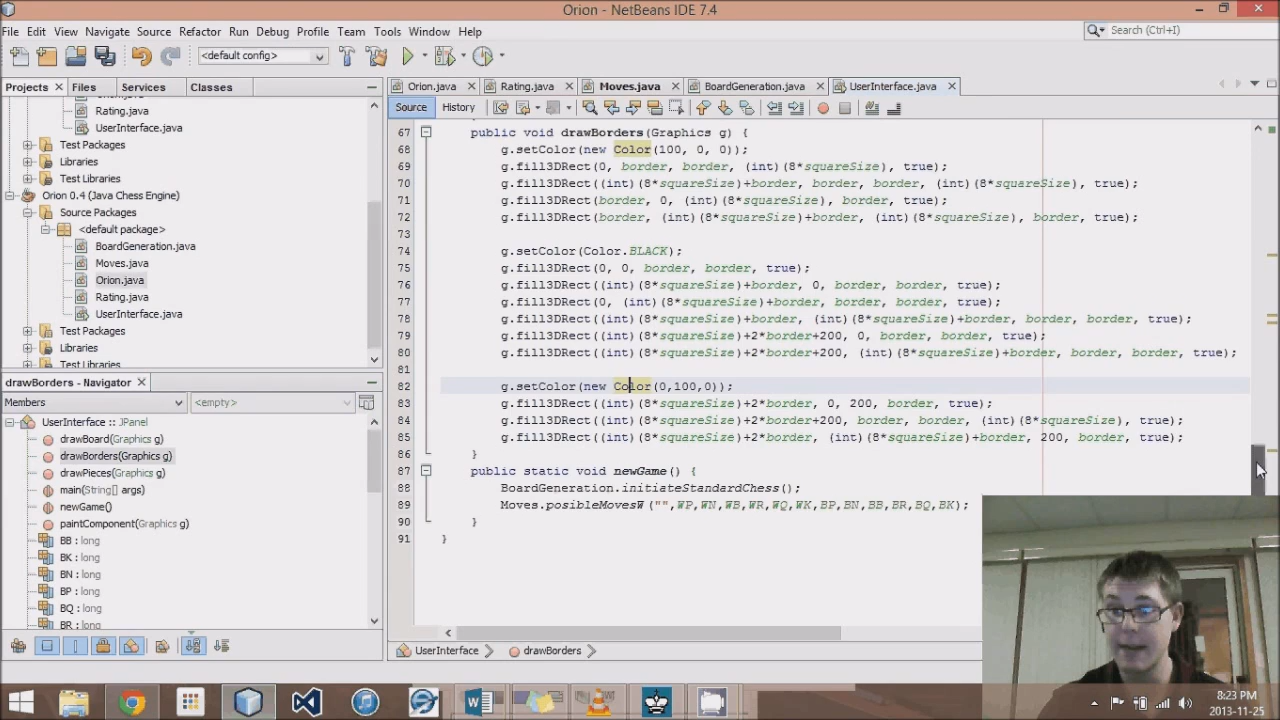 Orion - NetBeans IDE 7.4
File Edit View Navigate Source Refactor Run Debug Profile Team Tools Window Help
Search (Ctrl+I)
<default config>
Projects Files Services Classes
Orion.java Rating.java Moves.java BoardGeneration.java UserInterface.java
Source History
Rating.java
UserInterface.java
Test Packages
Libraries
Test Libraries
Orion 0.4 (Java Chess Engine)
Source Packages
<default package>
BoardGeneration.java
Moves.java
Orion.java
Rating.java
UserInterface.java
Test Packages
Libraries
Test Libraries
drawBorders - Navigator
Members <empty>
UserInterface :: JPanel
drawBoard(Graphics g)
drawBorders(Graphics g)
drawPieces(Graphics g)
main(String[] args)
newGame()
paintComponent(Graphics g)
BB : long
BK : long
BN : long
BP : long
BQ : long
BR : long
67 public void drawBorders(Graphics g) {
68 g.setColor(new Color(100, 0, 0));
69 g.fill3DRect(0, border, border, (int)(8*squareSize), true);
70 g.fill3DRect((int)(8*squareSize)+border, border, border, (int)(8*squareSize), true);
71 g.fill3DRect(border, 0, (int)(8*squareSize), border, true);
72 g.fill3DRect(border, (int)(8*squareSize)+border, (int)(8*squareSize), border, true);
73
74 g.setColor(Color.BLACK);
75 g.fill3DRect(0, 0, border, border, true);
76 g.fill3DRect((int)(8*squareSize)+border, 0, border, border, true);
77 g.fill3DRect(0, (int)(8*squareSize)+border, border, border, true);
78 g.fill3DRect((int)(8*squareSize)+border, (int)(8*squareSize)+border, border, border, true);
79 g.fill3DRect((int)(8*squareSize)+2*border+200, 0, border, border, true);
80 g.fill3DRect((int)(8*squareSize)+2*border+200, (int)(8*squareSize)+border, border, border, true);
81
82 g.setColor(new Color(0,100,0));
83 g.fill3DRect((int)(8*squareSize)+2*border, 0, 200, border, true);
84 g.fill3DRect((int)(8*squareSize)+2*border+200, border, border, (int)(8*squareSize), true);
85 g.fill3DRect((int)(8*squareSize)+2*border, (int)(8*squareSize)+border, 200, border, true);
86 }
87 public static void newGame() {
88 BoardGeneration.initiateStandardChess();
89 Moves.posibleMovesW("",WP,WN,WB,WR,WQ,WK,BP,BN,BB,BR,BQ,BK);
90 }
91 }
UserInterface drawBorders
8:23 PM
2013-11-25